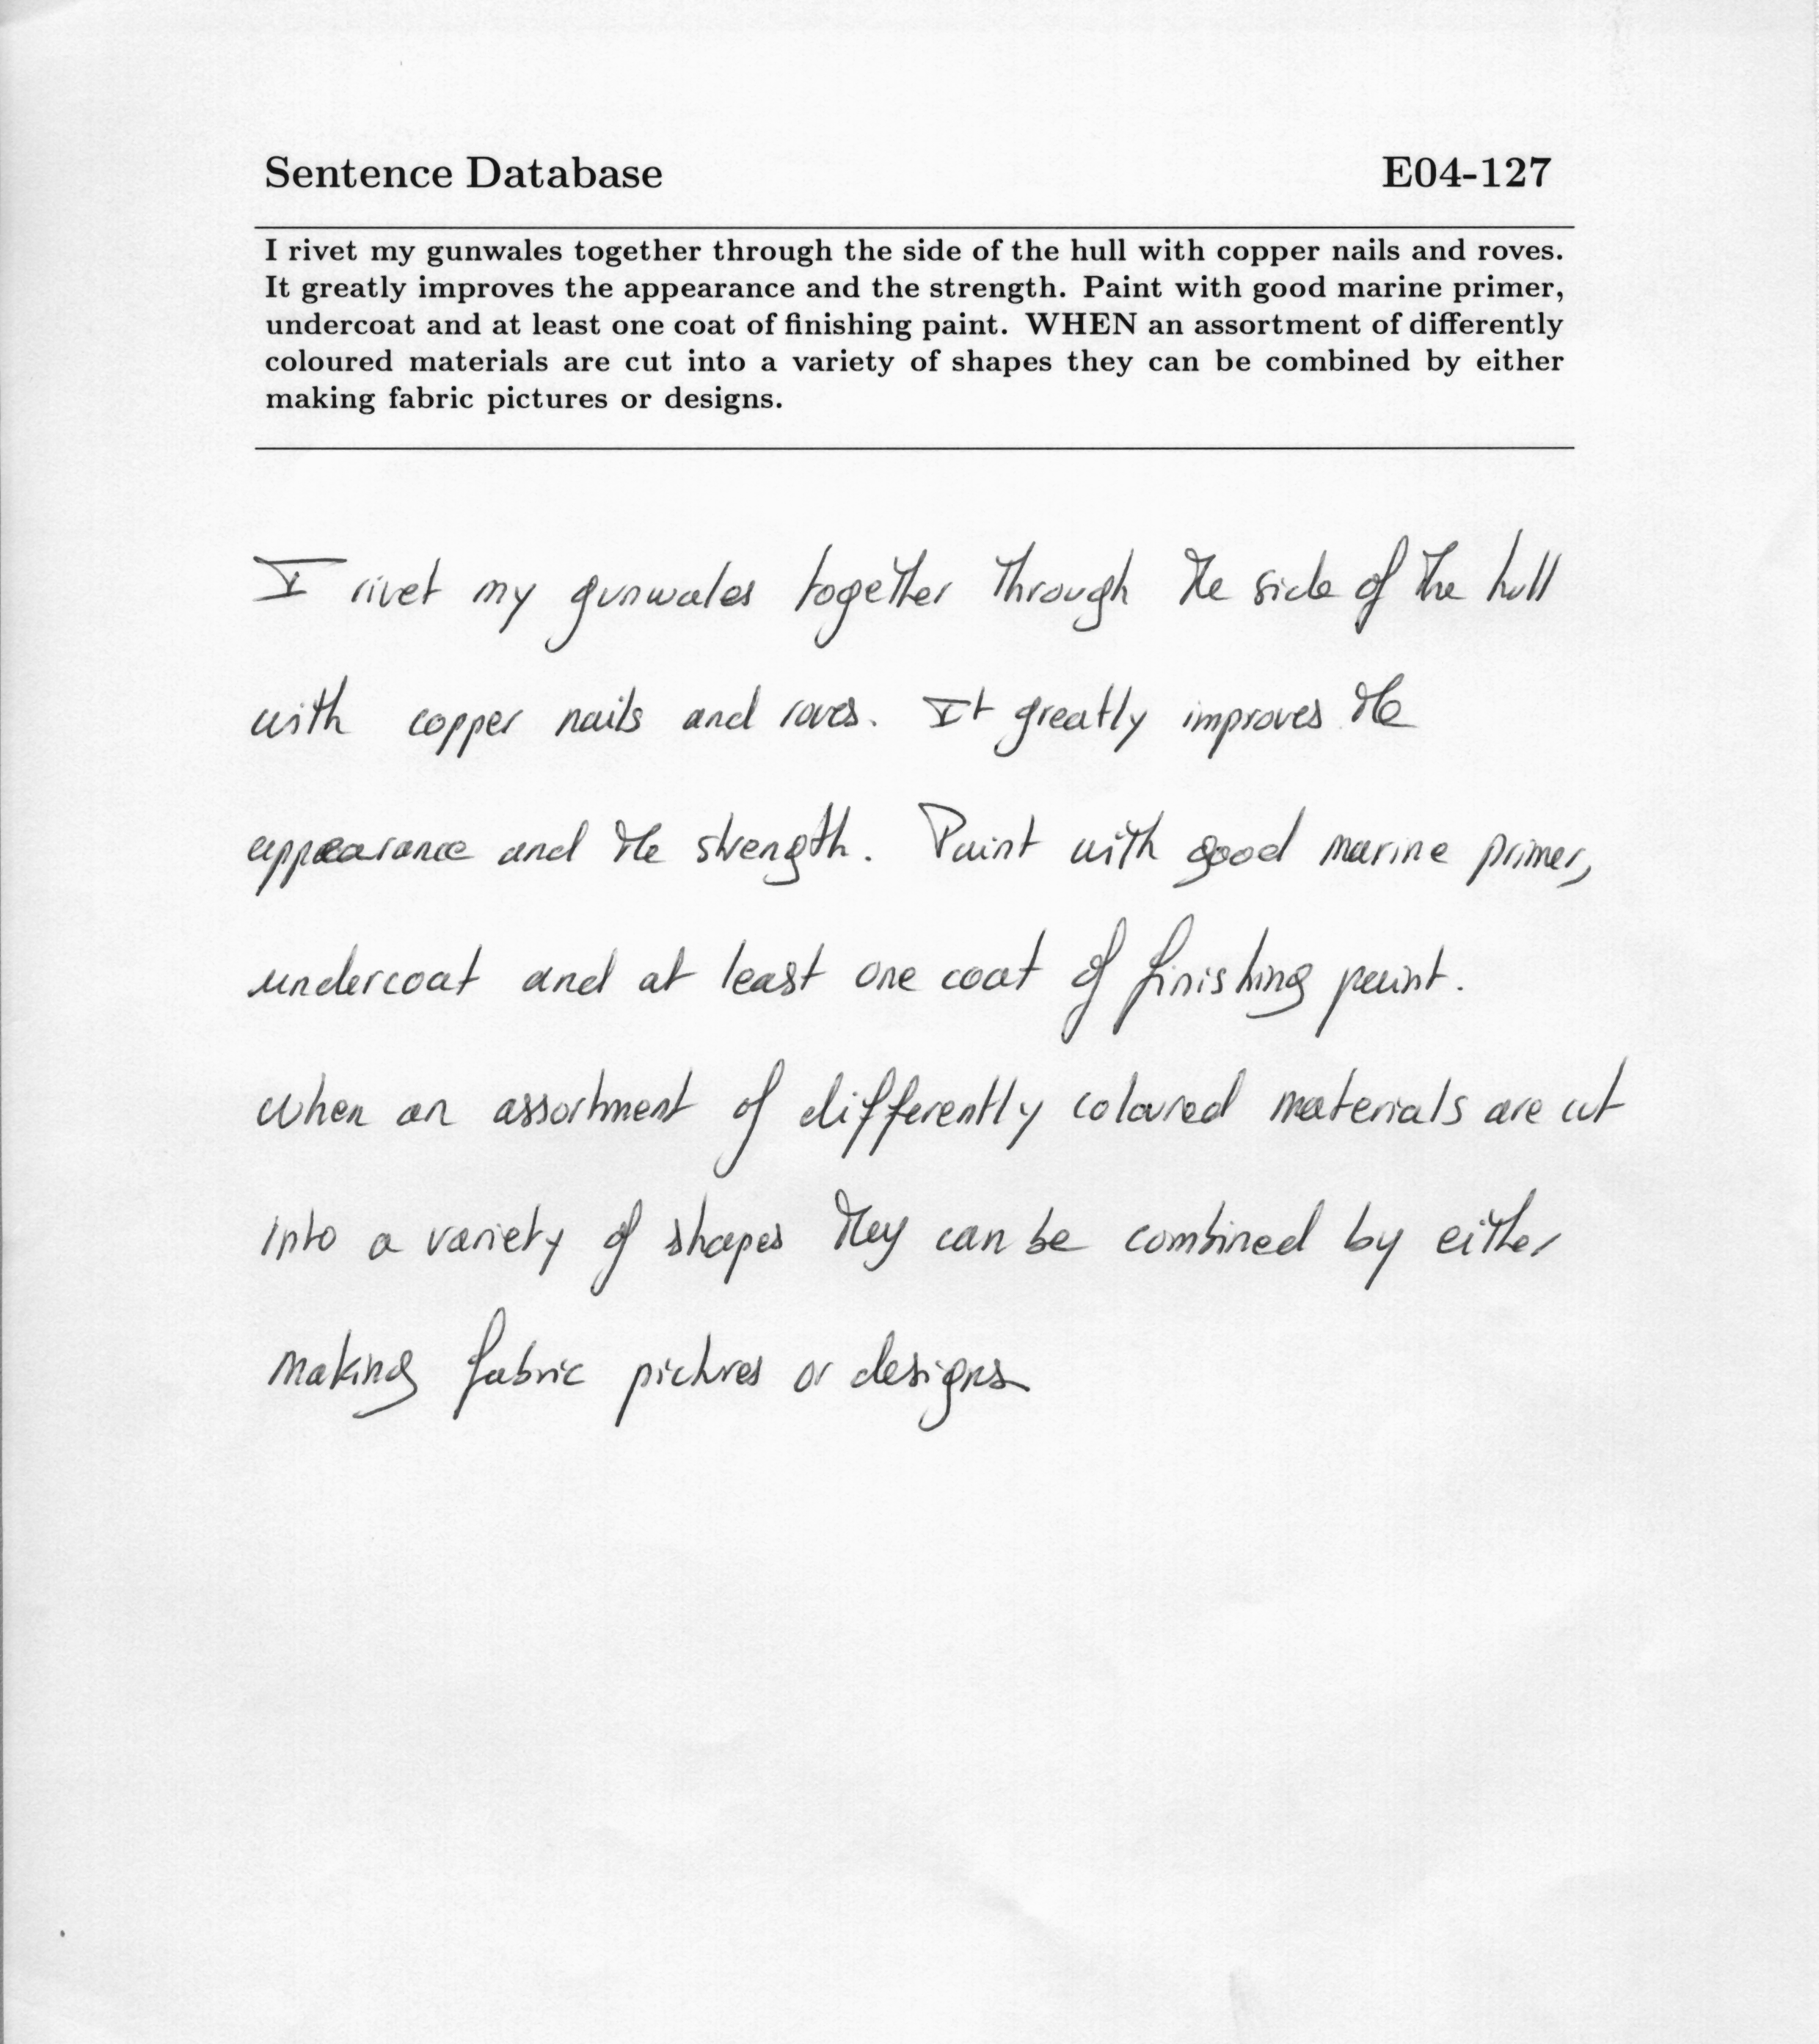 Sentence Database E04-127
I rivet my gunwales together through the side of the hull with copper nails and roves.
It greatly improves the appearance and the strength. Paint with good marine primer,
undercoat and at least one coat of finishing paint. WHEN an assortment of differently
coloured materials are cut into a variety of shapes they can be combined by either
making fabric pictures or designs.
I rivet my gunwales together through the side of the hull
with copper nails and roves. It greatly improves the
appearance and the strength. Paint with good marine primer,
undercoat and at least one coat of finishing paint.
when an assortment of differently coloured materials are cut
into a variety of shapes they can be combined by either
making fabric pictures or designs